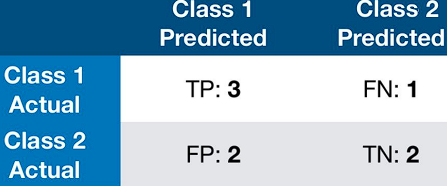 Class 1 Class 2
Predicted Predicted
Class 1
Actual
TP: 3 FN: 1
Class 2
Actual
FP: 2 TN: 2